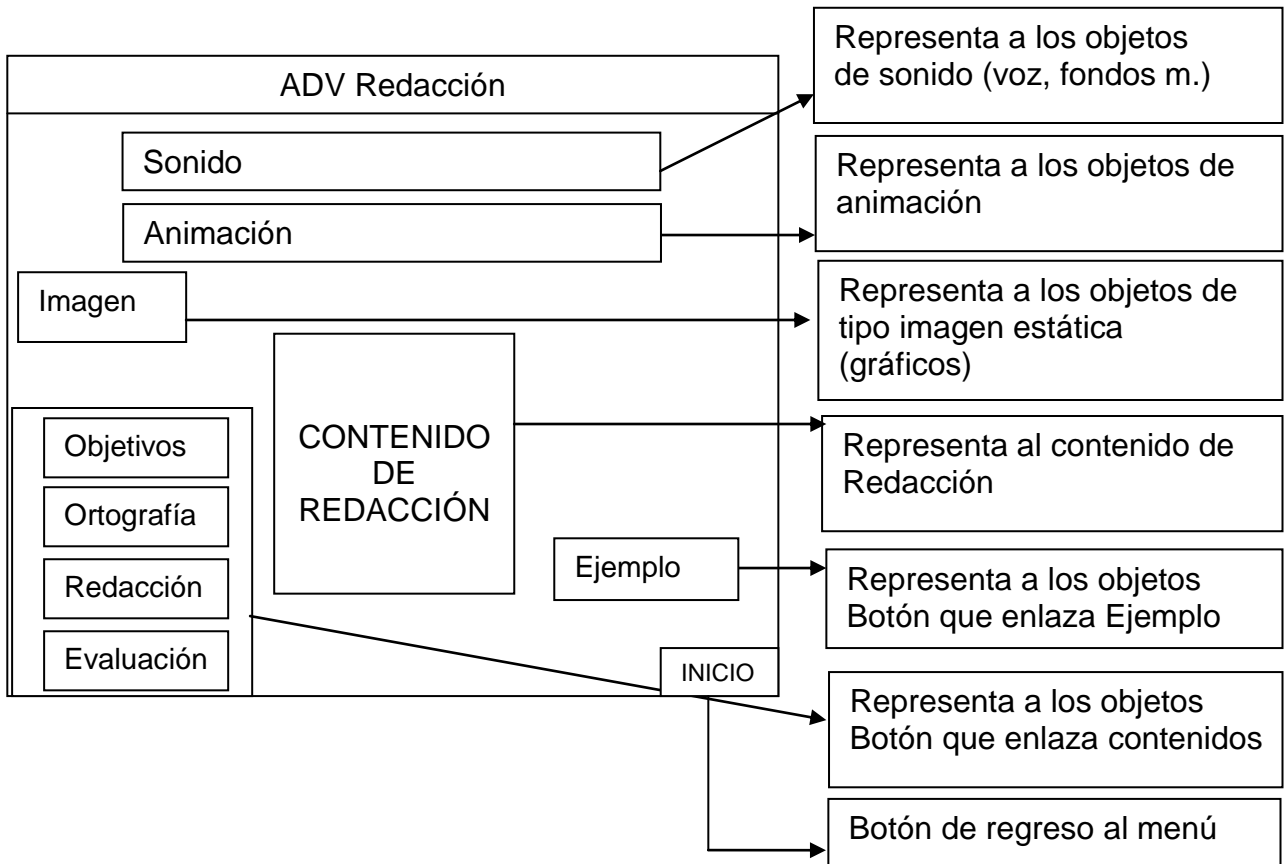 ADV Redacción
Sonido
Animación
Imagen
CONTENIDO
DE
REDACCIÓN
Objetivos
Ortografía
Redacción
Evaluación
Ejemplo
INICIO
Representa a los objetos
de sonido (voz, fondos m.)
Representa a los objetos de
animación
Representa a los objetos de
tipo imagen estática
(gráficos)
Representa al contenido de
Redacción
Representa a los objetos
Botón que enlaza Ejemplo
Representa a los objetos
Botón que enlaza contenidos
Botón de regreso al menú